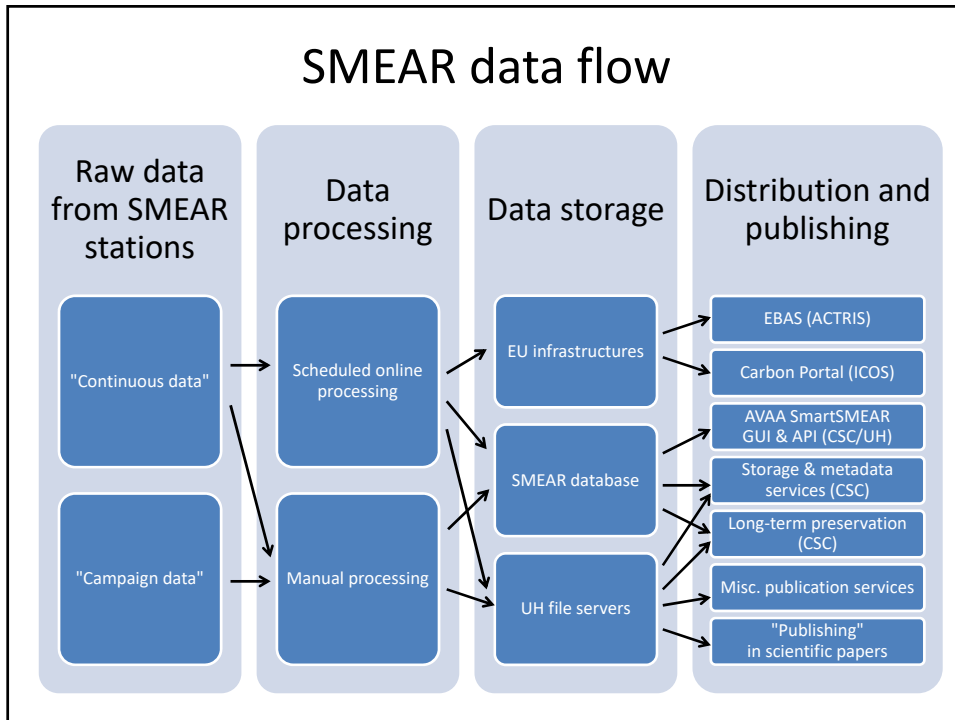 SMEAR data flow
Raw data
from SMEAR
stations
"Continuous data"
"Campaign data"
Data
processing
Scheduled online
processing
Manual processing
Data storage
EU infrastructures
SMEAR database
UH file servers
Distribution and
publishing
EBAS (ACTRIS)
Carbon Portal (ICOS)
AVAA SmartSMEAR
GUI & API (CSC/UH)
Storage & metadata
services (CSC)
Long-term preservation
(CSC)
Misc. publication services
"Publishing"
in scientific papers